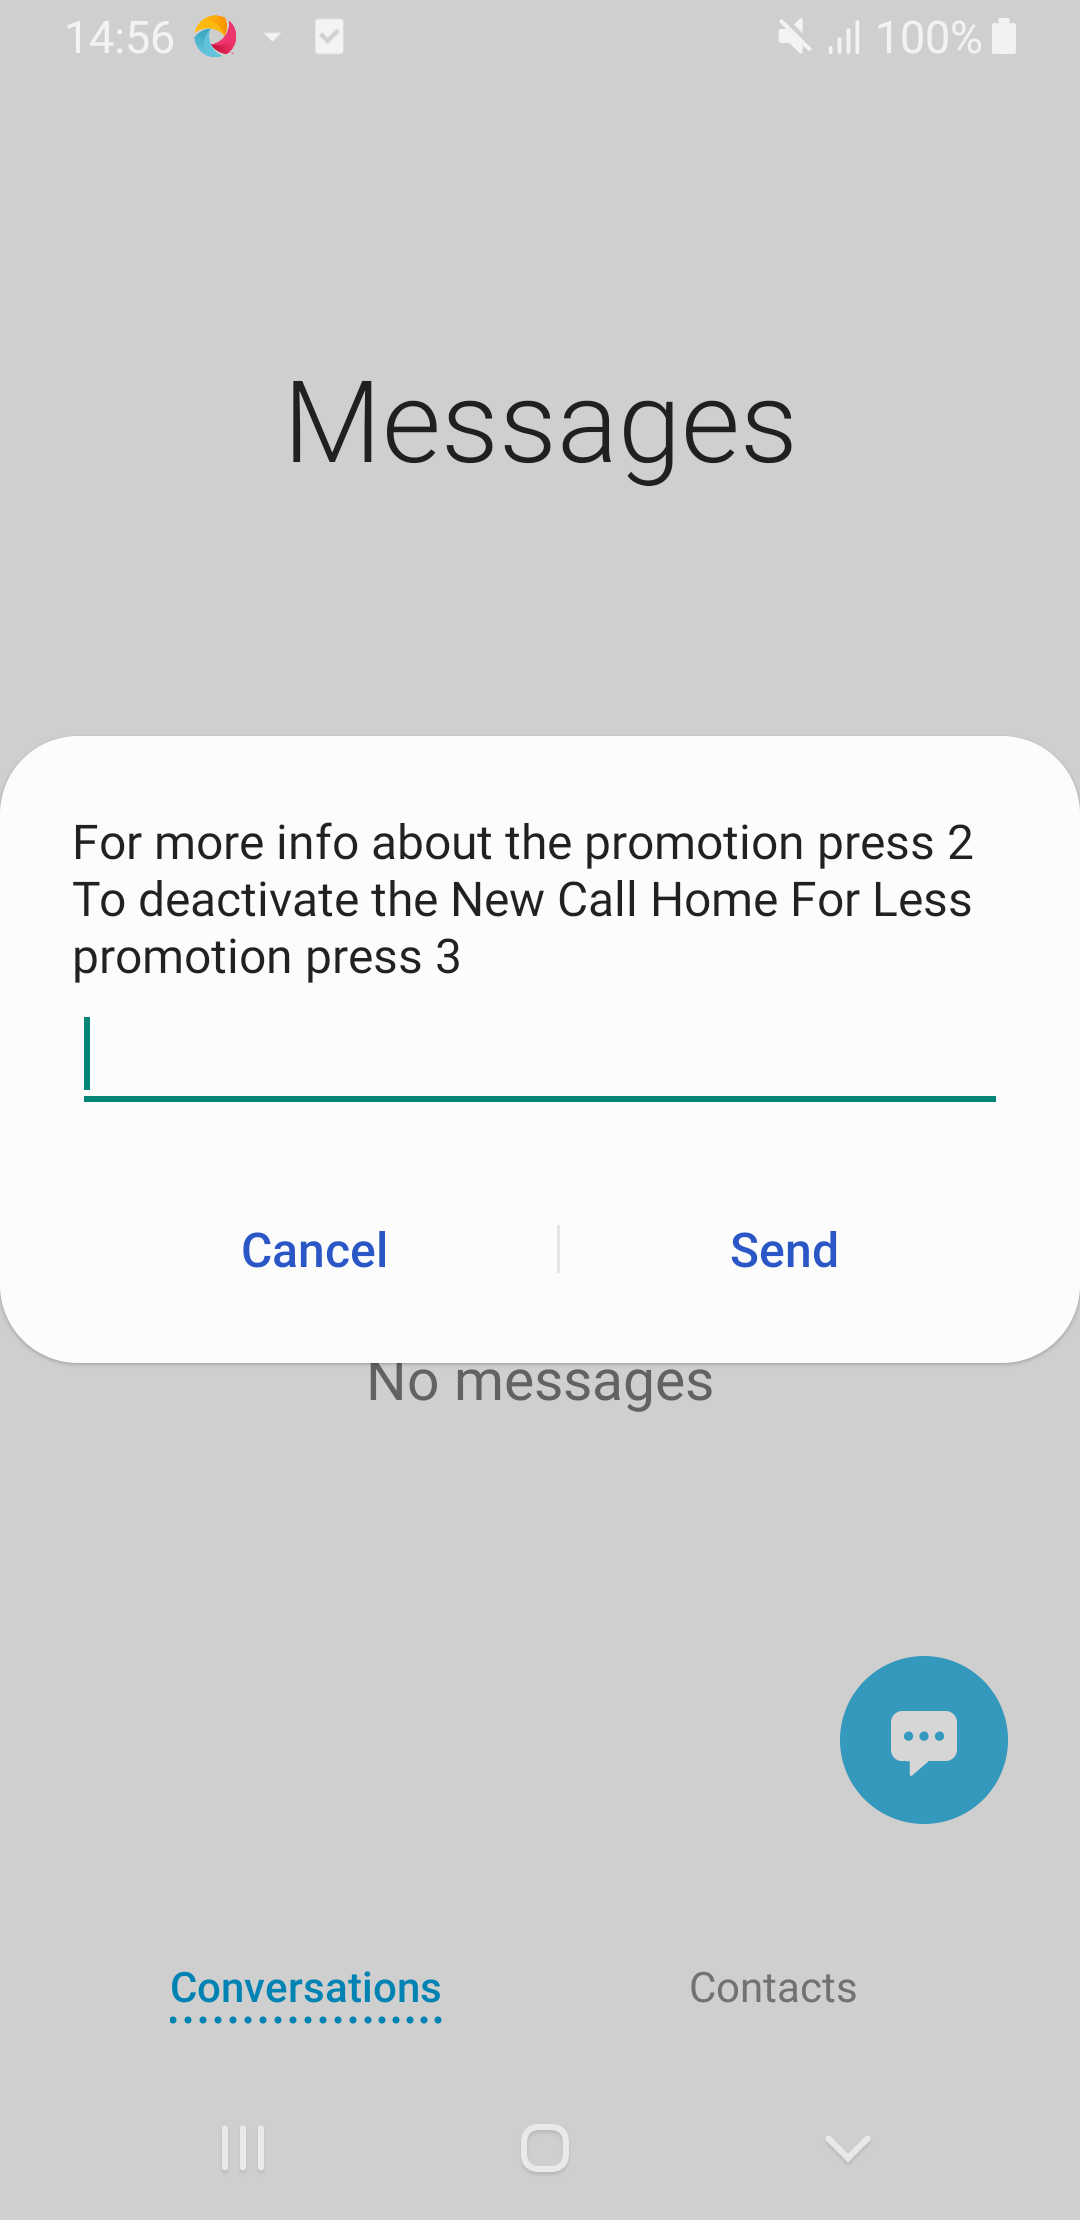 14:56
100%
Messages
For more info about the promotion press 2
To deactivate the New Call Home For Less
promotion press 3
Cancel
Send
No messages
Conversations
Contacts